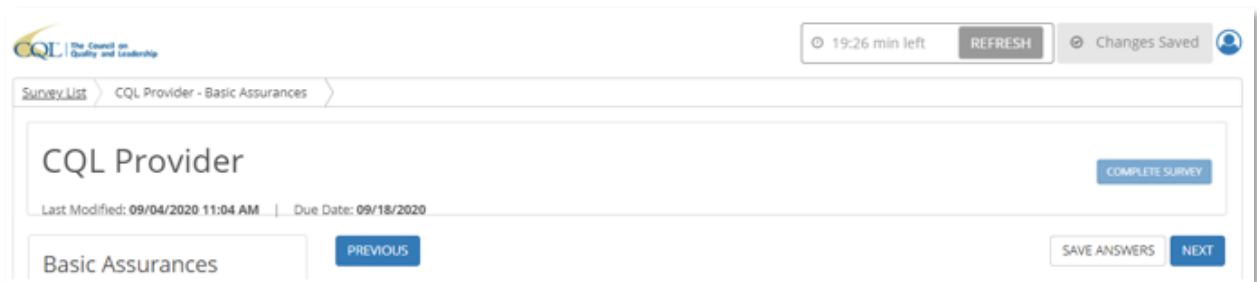 CQL The Council on
Quality and Leadership
19:26 min left REFRESH Changes Saved
Survey List CQL Provider - Basic Assurances
CQL Provider
COMPLETE SURVEY
Last Modified: 09/04/2020 11:04 AM | Due Date: 09/18/2020
Basic Assurances PREVIOUS SAVE ANSWERS NEXT